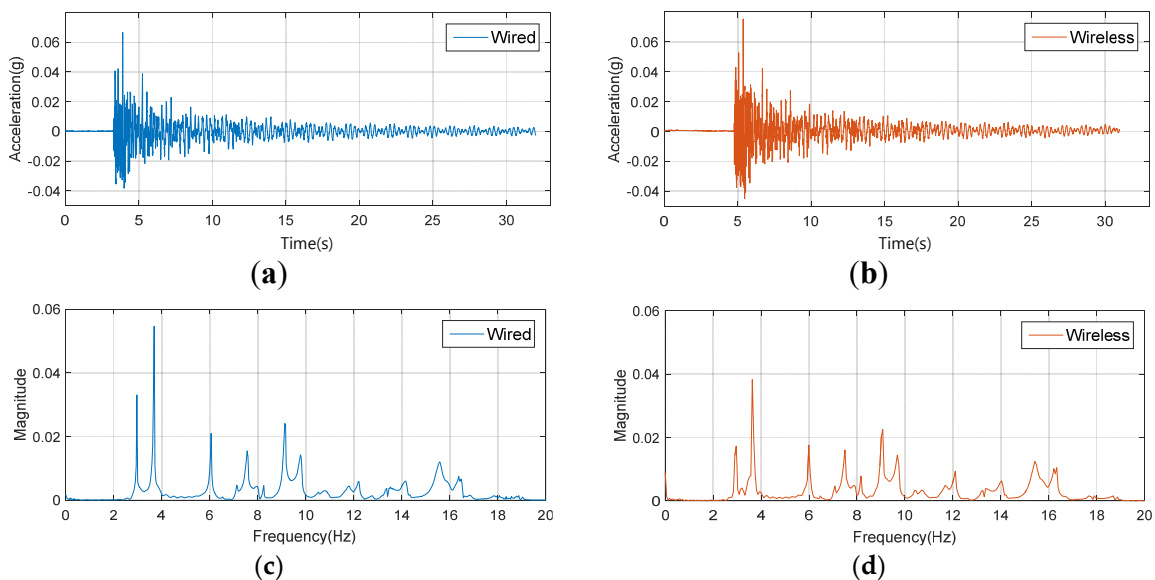 Wired
0.06
0.04
0.02
0
-0.02
-0.04
Acceleration(g)
0 5 10 15 20 25 30
Time(s)
(a)
Wireless
0.06
0.04
0.02
0
-0.02
-0.04
Acceleration(g)
0 5 10 15 20 25 30
Time(s)
(b)
Wired
0.06
0.04
0.02
0
Magnitude
0 2 4 6 8 10 12 14 16 18 20
Frequency(Hz)
(c)
Wireless
0.06
0.04
0.02
0
Magnitude
0 2 4 6 8 10 12 14 16 18 20
Frequency(Hz)
(d)